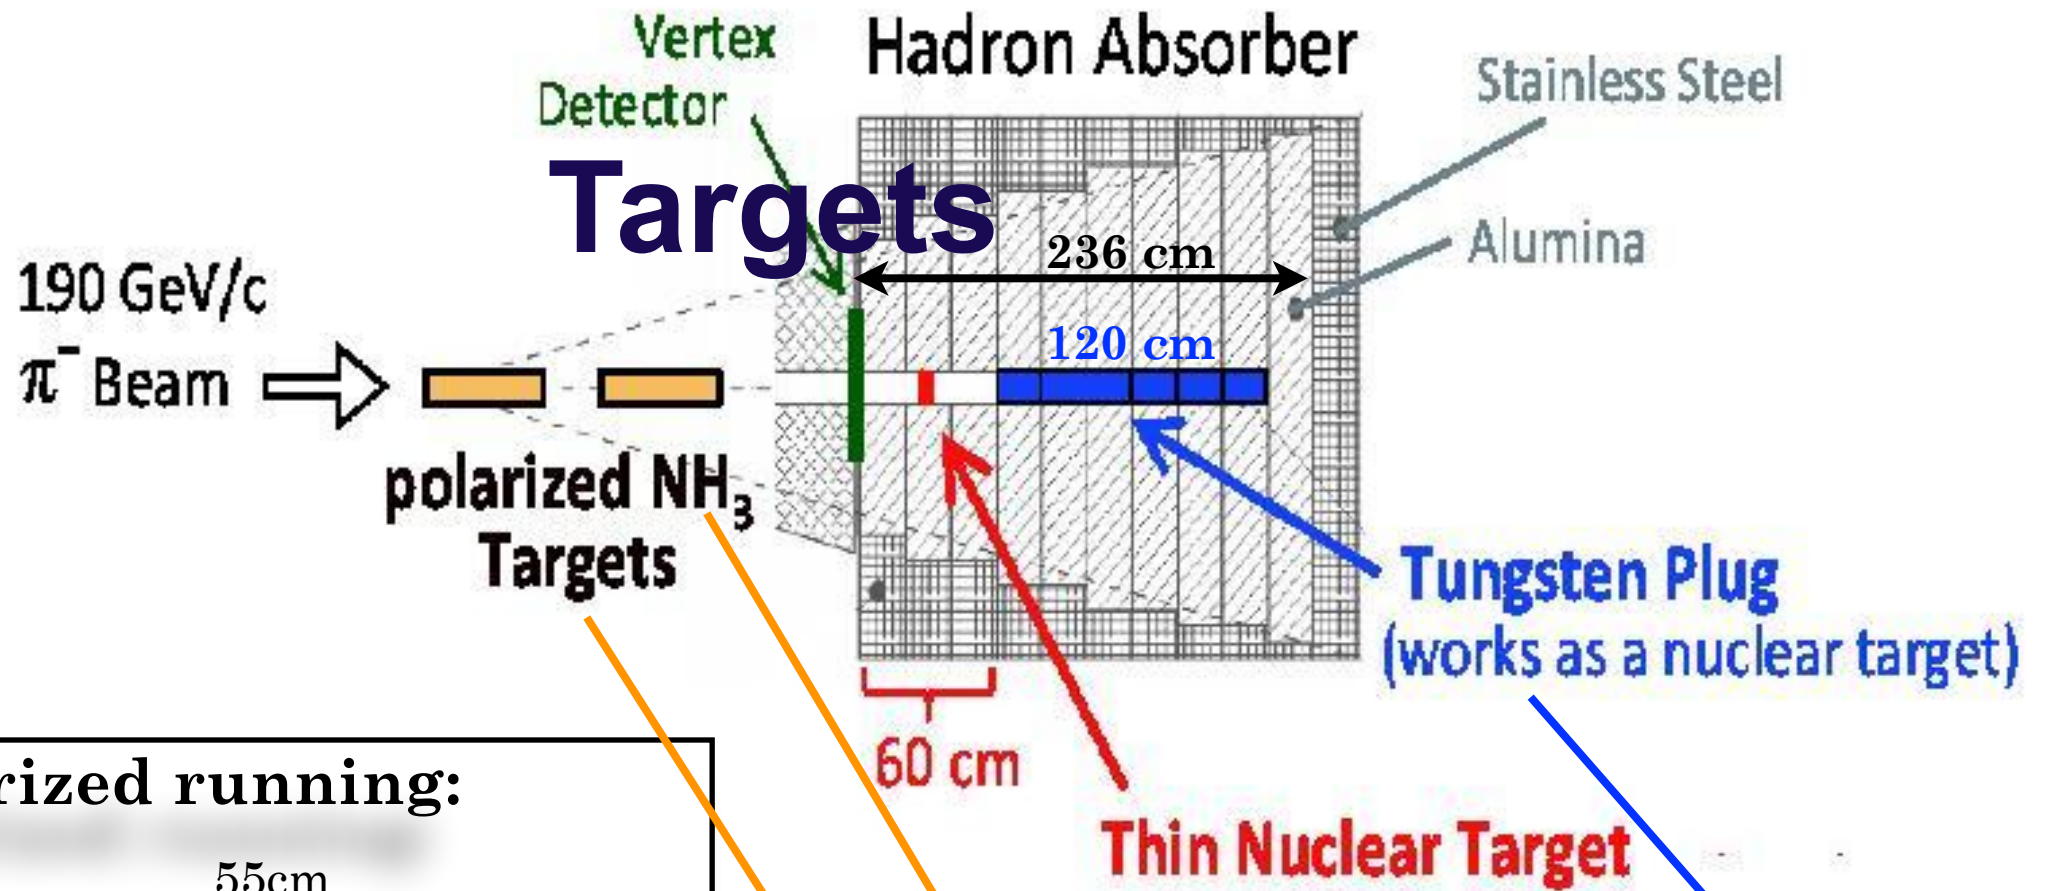 Vertex
Detector
Hadron Absorber
Stainless Steel
Targets
Alumina
236 cm
190 GeV/c
π⁻ Beam
120 cm
polarized NH₃
Targets
Tungsten Plug
(works as a nuclear target)
60 cm
rized running:
Thin Nuclear Target
55cm